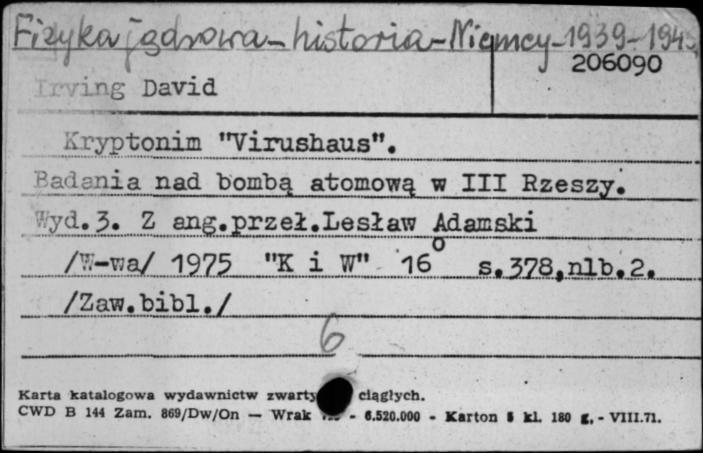 Fizyka jądrowa - historia - Niemcy - 1939-1945
206090
Irving David
Kryptonim "Virushaus".
Badania nad bombą atomową w III Rzeszy.
Wyd.3. Z ang.przeł.Lesław Adamski
/W-wa/ 1975 "K i W" 16° s.378,nlb.2.
/Zaw.bibl./
6
Karta katalogowa wydawnictw zwarty ciągłych.
CWD B 144 Zam. 869/Dw/On — Wrak - 6.520.000 - Karton kl. 180 g. - VIII.71.